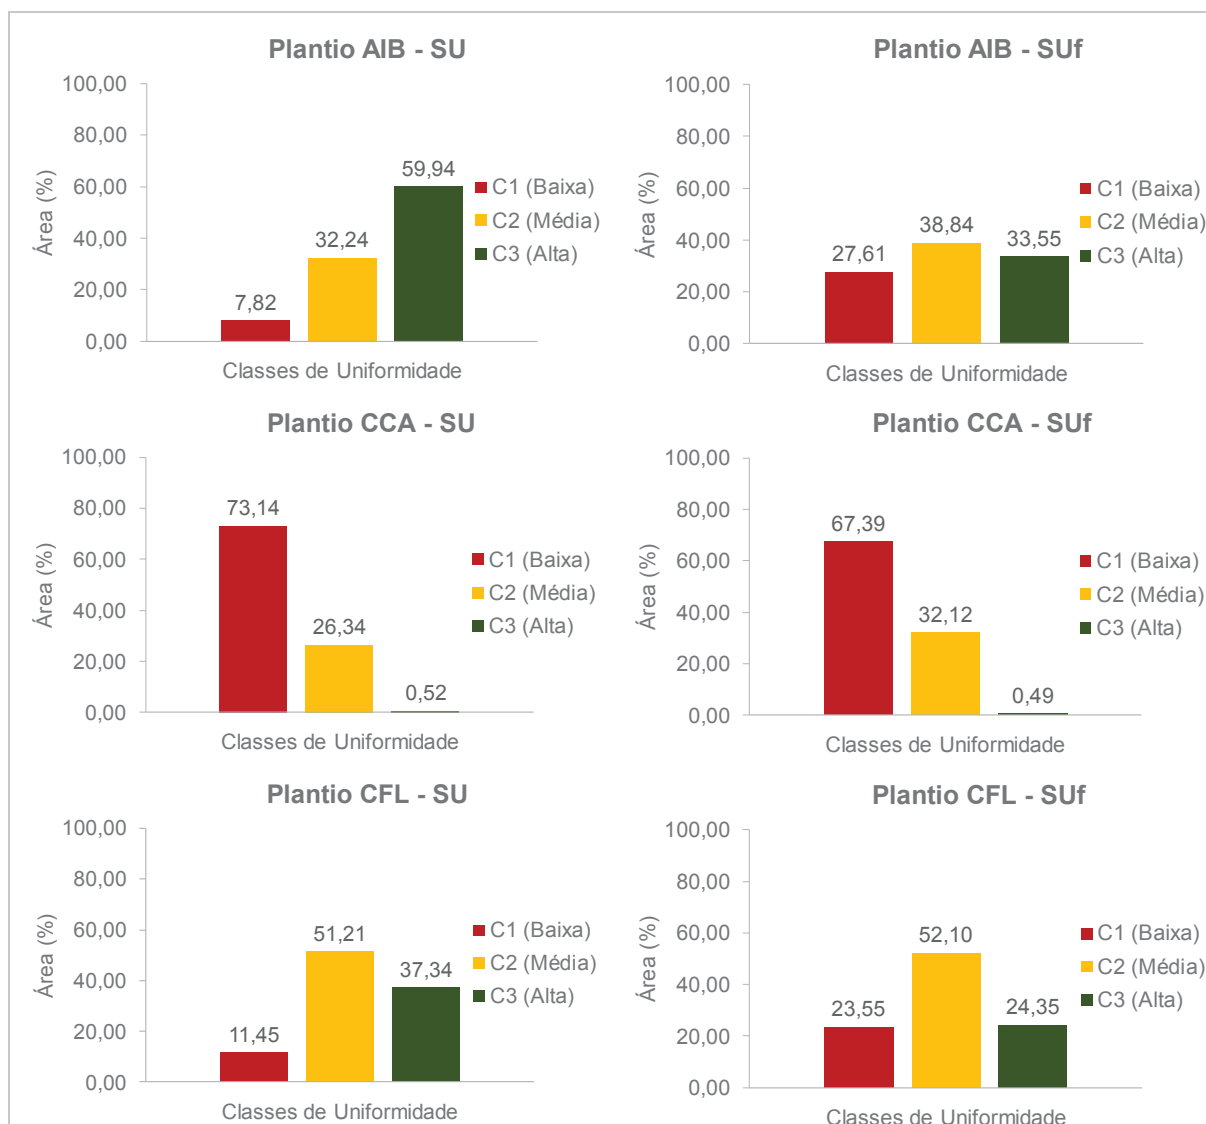 Plantio AIB - SU
100,00
80,00
60,00
40,00
20,00
0,00
Área (%)
7,82
32,24
59,94
C1 (Baixa)
C2 (Média)
C3 (Alta)
Classes de Uniformidade
Plantio AIB - SUf
100,00
80,00
60,00
40,00
20,00
0,00
Área (%)
27,61
38,84
33,55
C1 (Baixa)
C2 (Média)
C3 (Alta)
Classes de Uniformidade
Plantio CCA - SU
100,00
80,00
60,00
40,00
20,00
0,00
Área (%)
73,14
26,34
0,52
C1 (Baixa)
C2 (Média)
C3 (Alta)
Classes de Uniformidade
Plantio CCA - SUf
100,00
80,00
60,00
40,00
20,00
0,00
Área (%)
67,39
32,12
0,49
C1 (Baixa)
C2 (Média)
C3 (Alta)
Classes de Uniformidade
Plantio CFL - SU
100,00
80,00
60,00
40,00
20,00
0,00
Área (%)
11,45
51,21
37,34
C1 (Baixa)
C2 (Média)
C3 (Alta)
Classes de Uniformidade
Plantio CFL - SUf
100,00
80,00
60,00
40,00
20,00
0,00
Área (%)
23,55
52,10
24,35
C1 (Baixa)
C2 (Média)
C3 (Alta)
Classes de Uniformidade